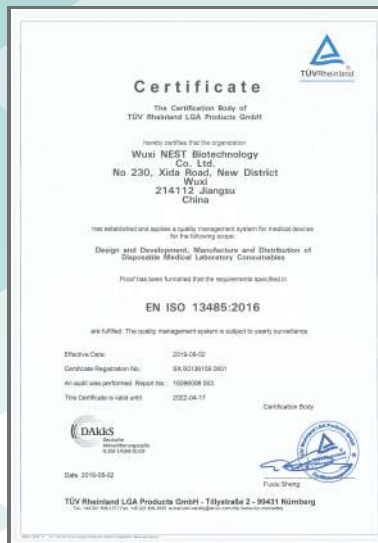 TÜVRheinland
Certificate
The Certification Body of
TÜV Rheinland LGA Products GmbH
hereby certifies that the organization
Wuxi NEST Biotechnology
Co. Ltd.
No 230, Xida Road, New District
Wuxi
214112 Jiangsu
China
has established and applies a quality management system for medical devices
for the following scope:
Design and Development, Manufacture and Distribution of
Disposable Medical Laboratory Consumables
Proof has been furnished that the requirements specified in
EN ISO 13485:2016
are fulfilled. The quality management system is subject to yearly surveillance.
Effective Date: 2019-08-02
Certificate Registration No.:
An audit was performed. Report No.:
This Certificate is valid until: 2022-04-17
Certification Body
DAkkS
Deutsche
Akkreditierungsstelle
Date 2019-08-02
Fuxiu Sheng
TÜV Rheinland LGA Products GmbH - Tillystraße 2 - 90431 Nürnberg